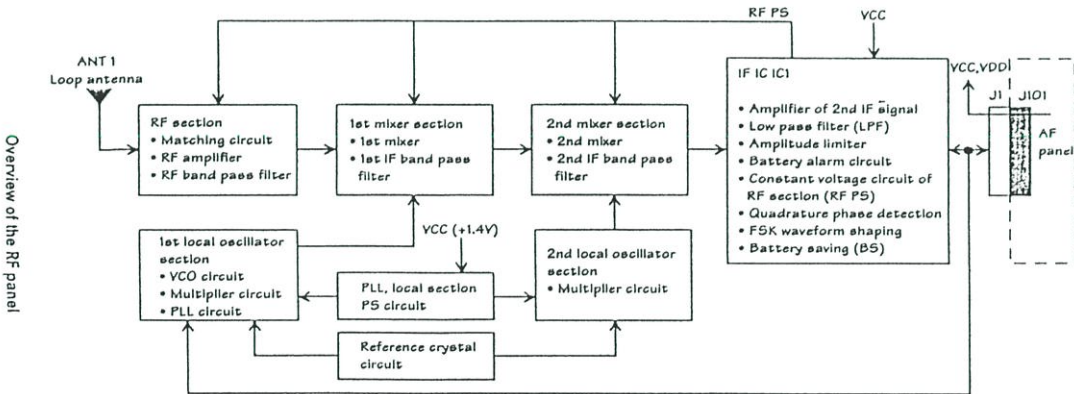 RF PS
VCC
ANT 1
Loop antenna
RF section
• Matching circuit
• RF amplifier
• RF band pass filter
1st mixer section
• 1st mixer
• 1st IF band pass
filter
2nd mixer section
• 2nd mixer
• 2nd IF band pass
filter
IF IC IC1
• Amplifier of 2nd IF signal
• Low pass filter (LPF)
• Amplitude limiter
• Battery alarm circuit
• Constant voltage circuit of
RF section (RF PS)
• Quadrature phase detection
• FSK waveform shaping
• Battery saving (BS)
VCC,VDD
J1
J101
AF
panel
1st local oscillator
section
• VCO circuit
• Multiplier circuit
• PLL circuit
VCC (+1.4V)
PLL, local section
PS circuit
2nd local oscillator
section
• Multiplier circuit
Reference crystal
circuit
Overview of the RF panel